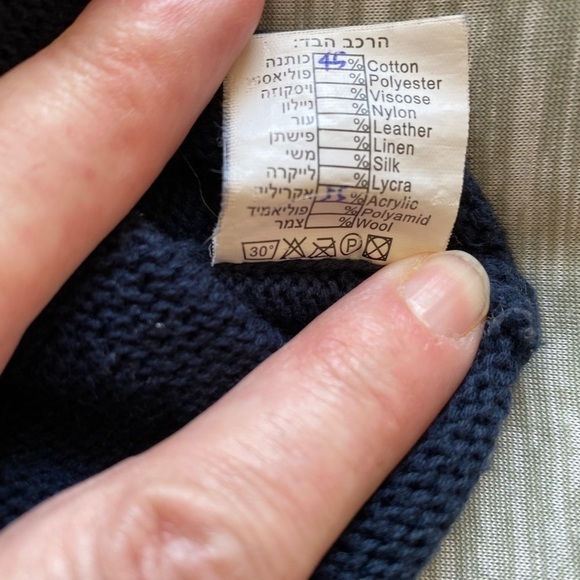 הרכב הבד:
כותנה 45% Cotton
פוליאסטר % Polyester
ויסקוזה % Viscose
ניילון % Nylon
עור % Leather
פישתן % Linen
משי % Silk
לייקרה % Lycra
אקרילי % Acrylic
פוליאמיד % Polyamid
צמר % Wool
30° P